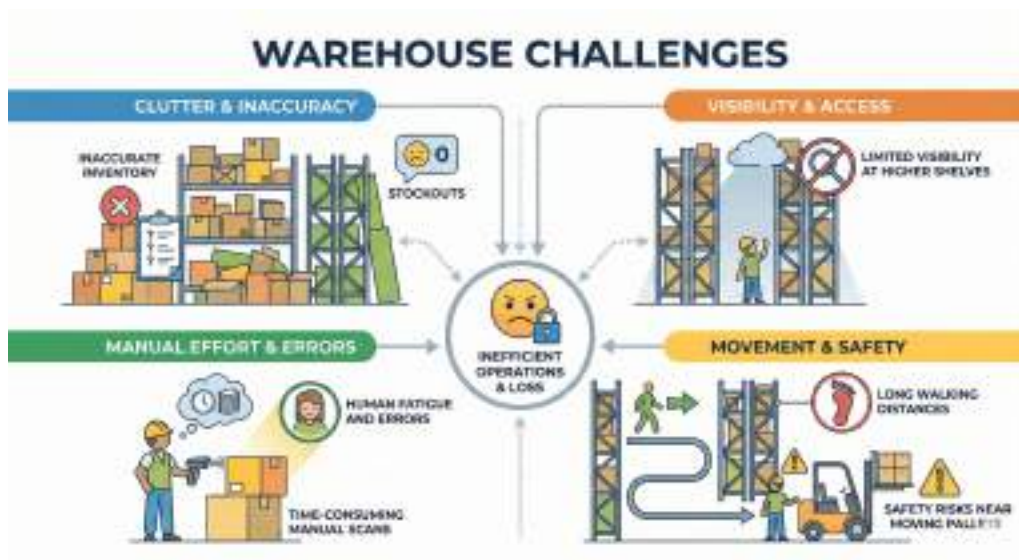 WAREHOUSE CHALLENGES
CLUTTER & INACCURACY
VISIBILITY & ACCESS
INACCURATE
INVENTORY
0
STOCKOUTS
LIMITED VISIBILITY
AT HIGHER SHELVES
MANUAL EFFORT & ERRORS
INEFFICIENT
OPERATIONS
& LOSS
MOVEMENT & SAFETY
HUMAN FATIGUE
AND ERRORS
TIME-CONSUMING
MANUAL SCANS
LONG WALKING
DISTANCES
SAFETY RISKS NEAR
MOVING